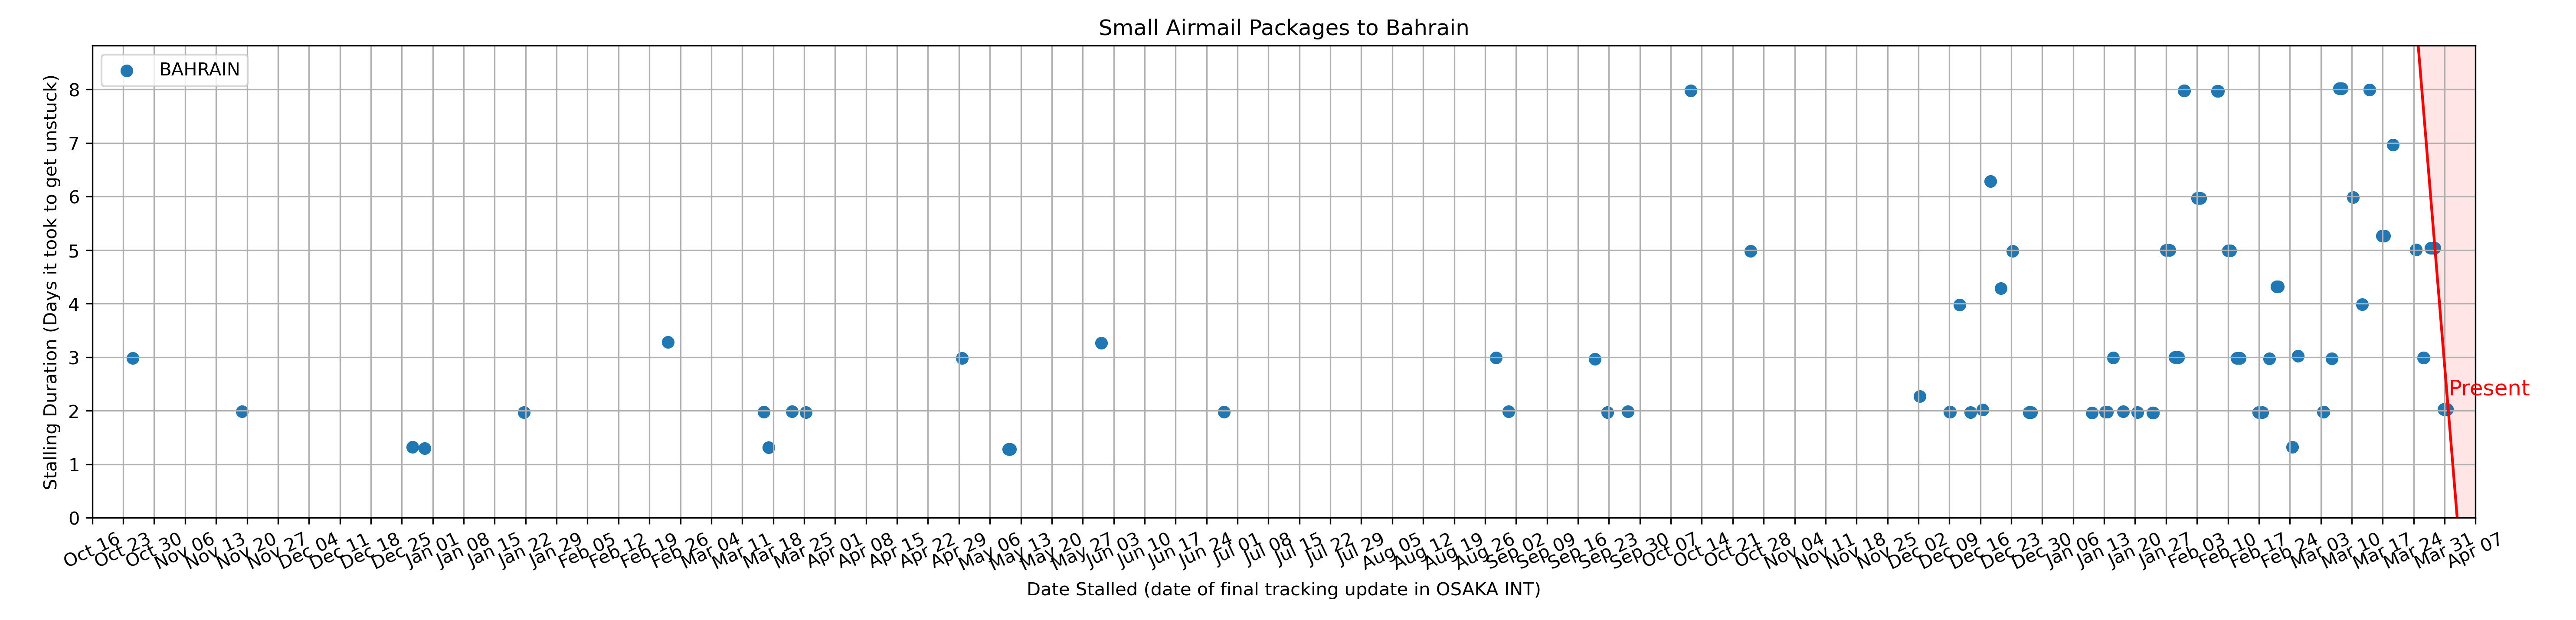 Small Airmail Packages to Bahrain
BAHRAIN
Stalling Duration (Days it took to get unstuck)
8
7
6
5
4
3
2
1
0
Present
Oct 16
Oct 23
Oct 30
Nov 06
Nov 13
Nov 20
Nov 27
Dec 04
Dec 11
Dec 18
Dec 25
Jan 01
Jan 08
Jan 15
Jan 22
Jan 29
Feb 05
Feb 12
Feb 19
Feb 26
Mar 04
Mar 11
Mar 18
Mar 25
Apr 01
Apr 08
Apr 15
Apr 22
Apr 29
May 06
May 13
May 20
May 27
Jun 03
Jun 10
Jun 17
Jun 24
Jul 01
Jul 08
Jul 15
Jul 22
Jul 29
Aug 05
Aug 12
Aug 19
Aug 26
Sep 02
Sep 09
Sep 16
Sep 23
Sep 30
Oct 07
Oct 14
Oct 21
Oct 28
Nov 04
Nov 11
Nov 18
Nov 25
Dec 02
Dec 09
Dec 16
Dec 23
Dec 30
Jan 06
Jan 13
Jan 20
Jan 27
Feb 03
Feb 10
Feb 17
Feb 24
Mar 03
Mar 10
Mar 17
Mar 24
Mar 31
Apr 07
Date Stalled (date of final tracking update in OSAKA INT)